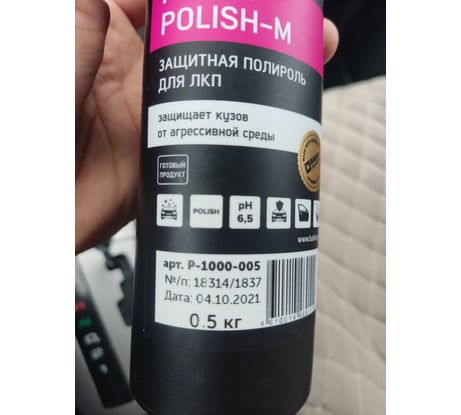 POLISH-M
ЗАЩИТНАЯ ПОЛИРОЛЬ
ДЛЯ ЛКП
защищает кузов
от агрессивной среды
ГОТОВЫЙ
ПРОДУКТ
POLISH
pH
6,5
арт. P-1000-005
№/п: 18314/1837
Дата: 04.10.2021
0.5 кг